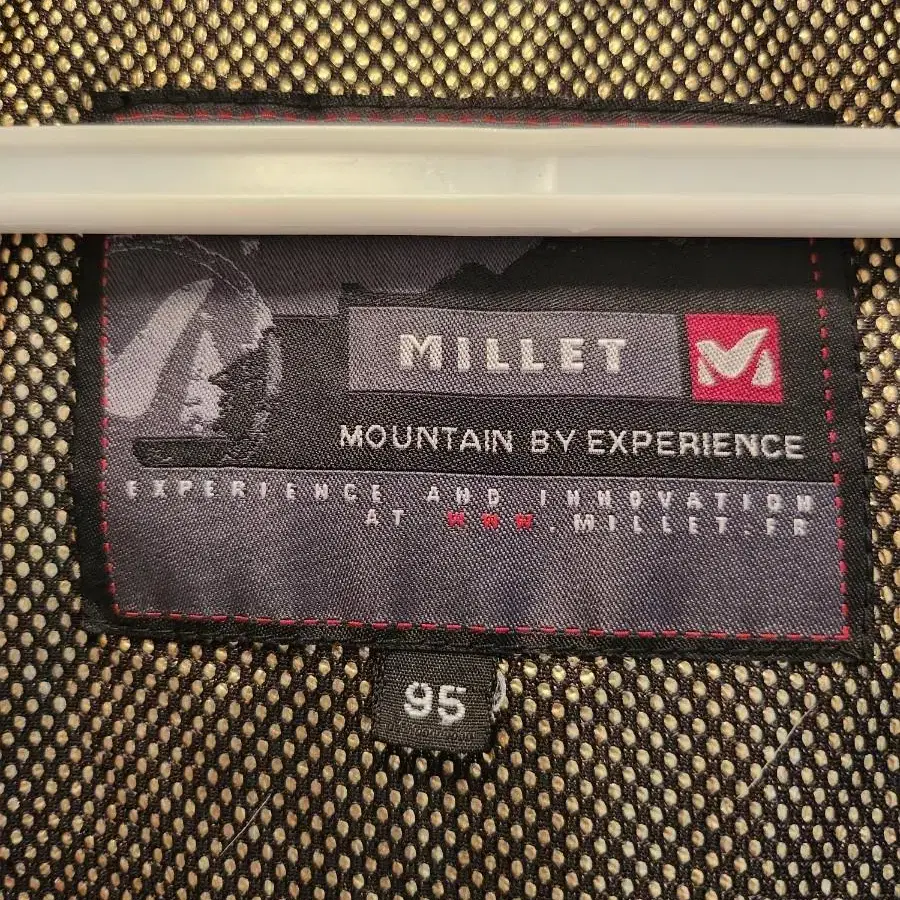 MILLET
MOUNTAIN BY EXPERIENCE
EXPERIENCE AND INNOVATION
AT WWW.MILLET.FR
95